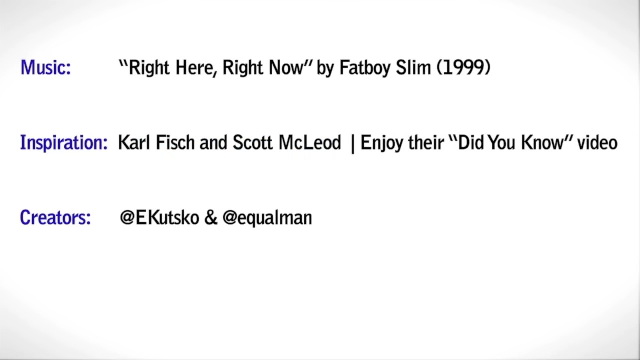 Music: “Right Here, Right Now” by Fatboy Slim (1999)
Inspiration: Karl Fisch and Scott McLeod | Enjoy their “Did You Know” video
Creators: @EKutsko & @equalman